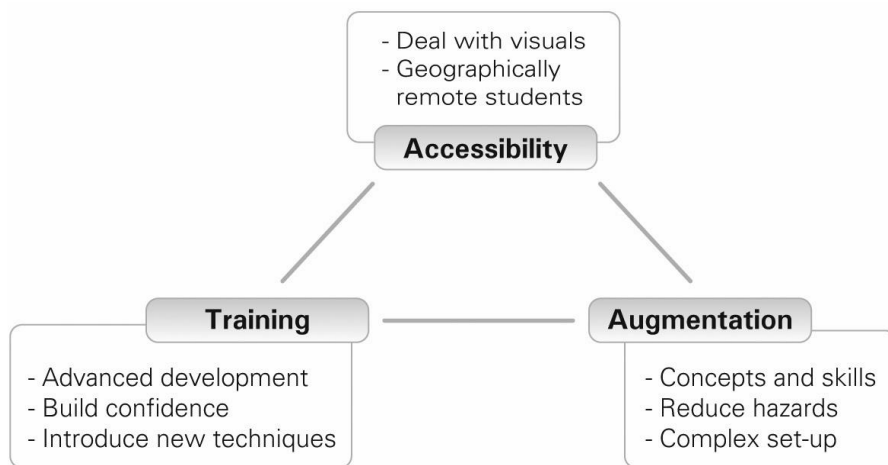 - Deal with visuals
- Geographically
remote students
Accessibility
Training
- Advanced development
- Build confidence
- Introduce new techniques
Augmentation
- Concepts and skills
- Reduce hazards
- Complex set-up